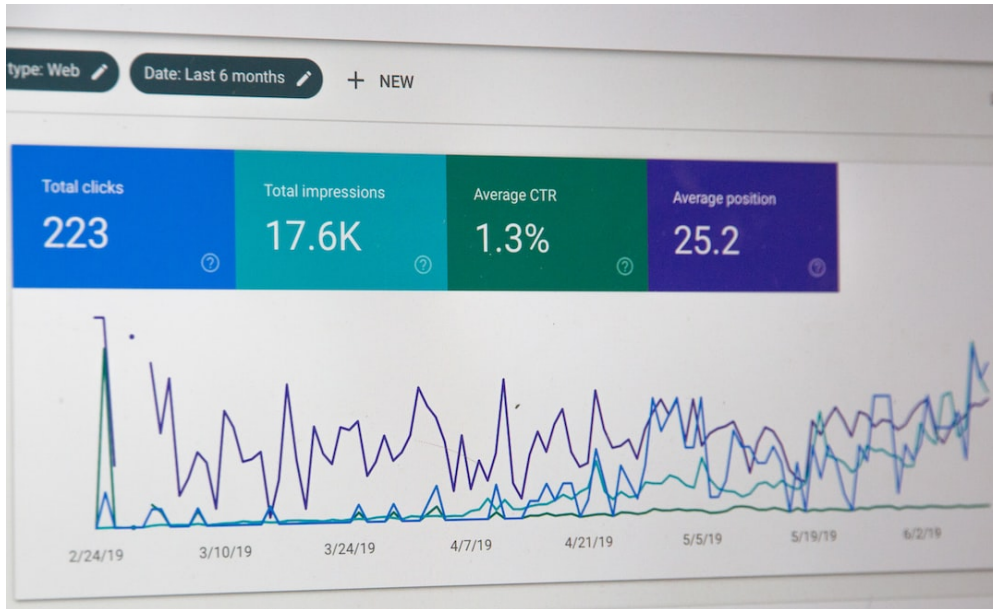 type: Web
Date: Last 6 months
+ NEW
Total clicks
223
Total impressions
17.6K
Average CTR
1.3%
Average position
25.2
2/24/19
3/10/19
3/24/19
4/7/19
4/21/19
5/5/19
5/19/19
6/2/19